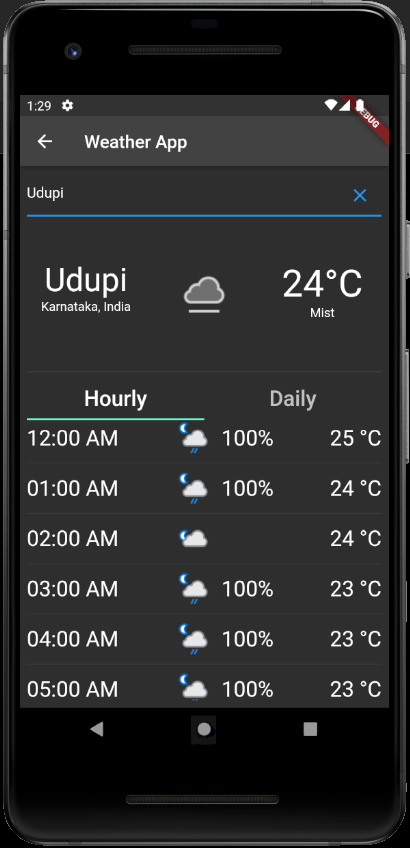 1:29
Weather App
Udupi
Udupi
24°C
Karnataka, India
Mist
Hourly
Daily
12:00 AM 100% 25 °C
01:00 AM 100% 24 °C
02:00 AM 24 °C
03:00 AM 100% 23 °C
04:00 AM 100% 23 °C
05:00 AM 100% 23 °C